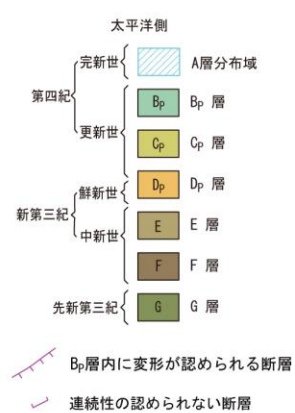 太平洋側
完新世 A層分布域
第四紀
更新世
BP BP 層
CP CP 層
鮮新世 DP DP 層
新第三紀
中新世
E E 層
F F 層
先新第三紀 G G 層
BP層内に変形が認められる断層
連続性の認められない断層